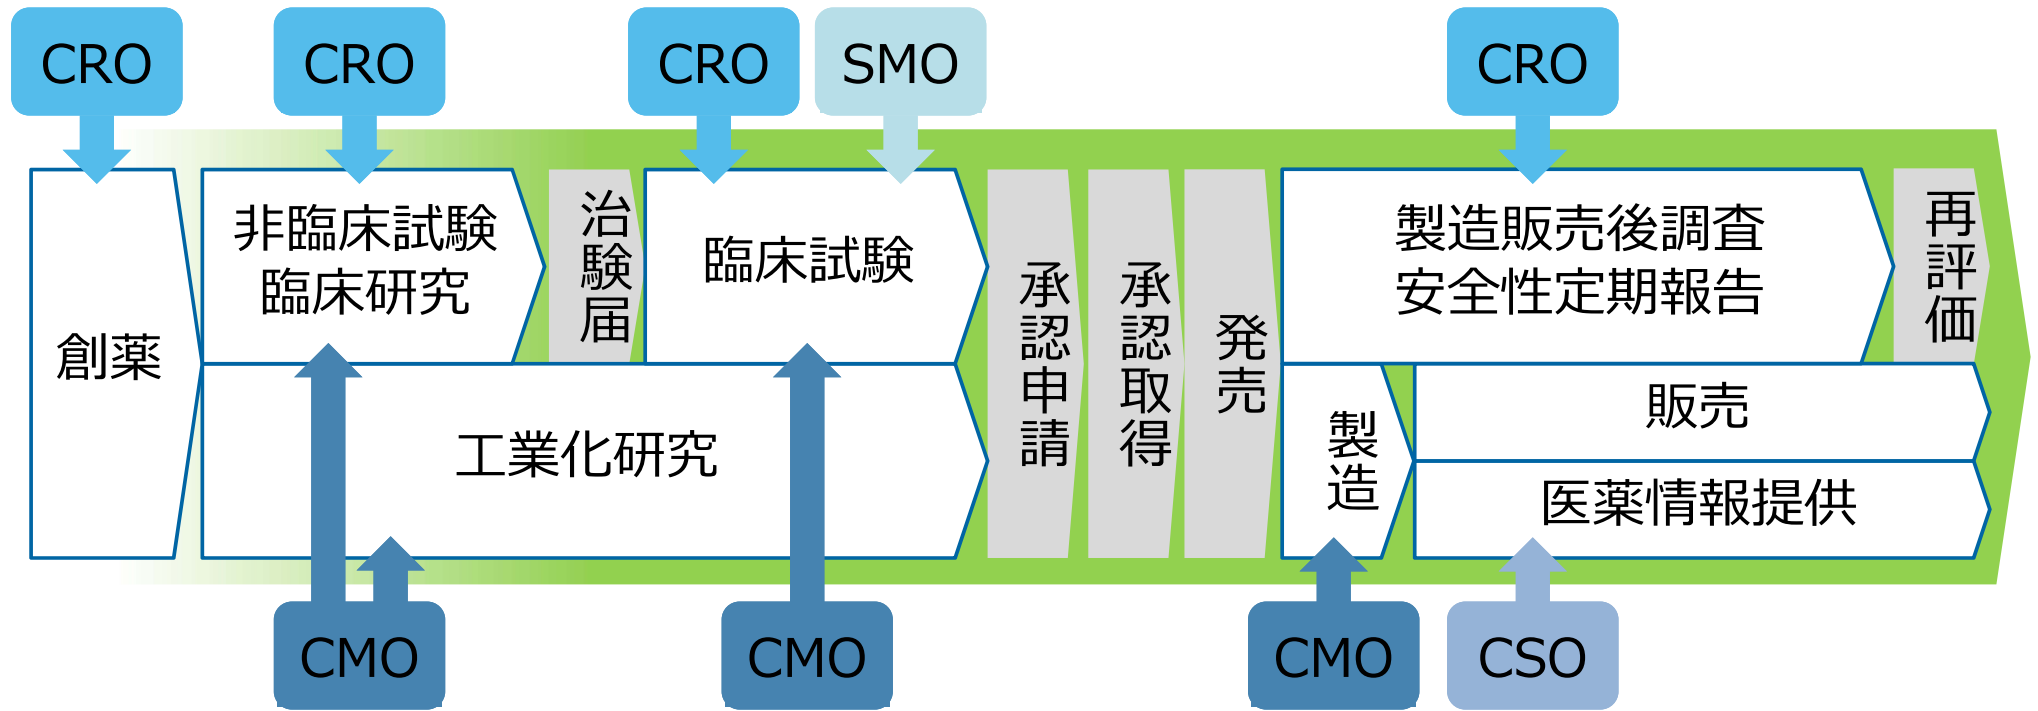 CRO
CRO
CRO
SMO
CRO
創薬
非臨床試験
臨床研究
治験届
臨床試験
工業化研究
承認申請
承認取得
発売
製造販売後調査
安全性定期報告
再評価
製造
販売
医薬情報提供
CMO
CMO
CMO
CSO